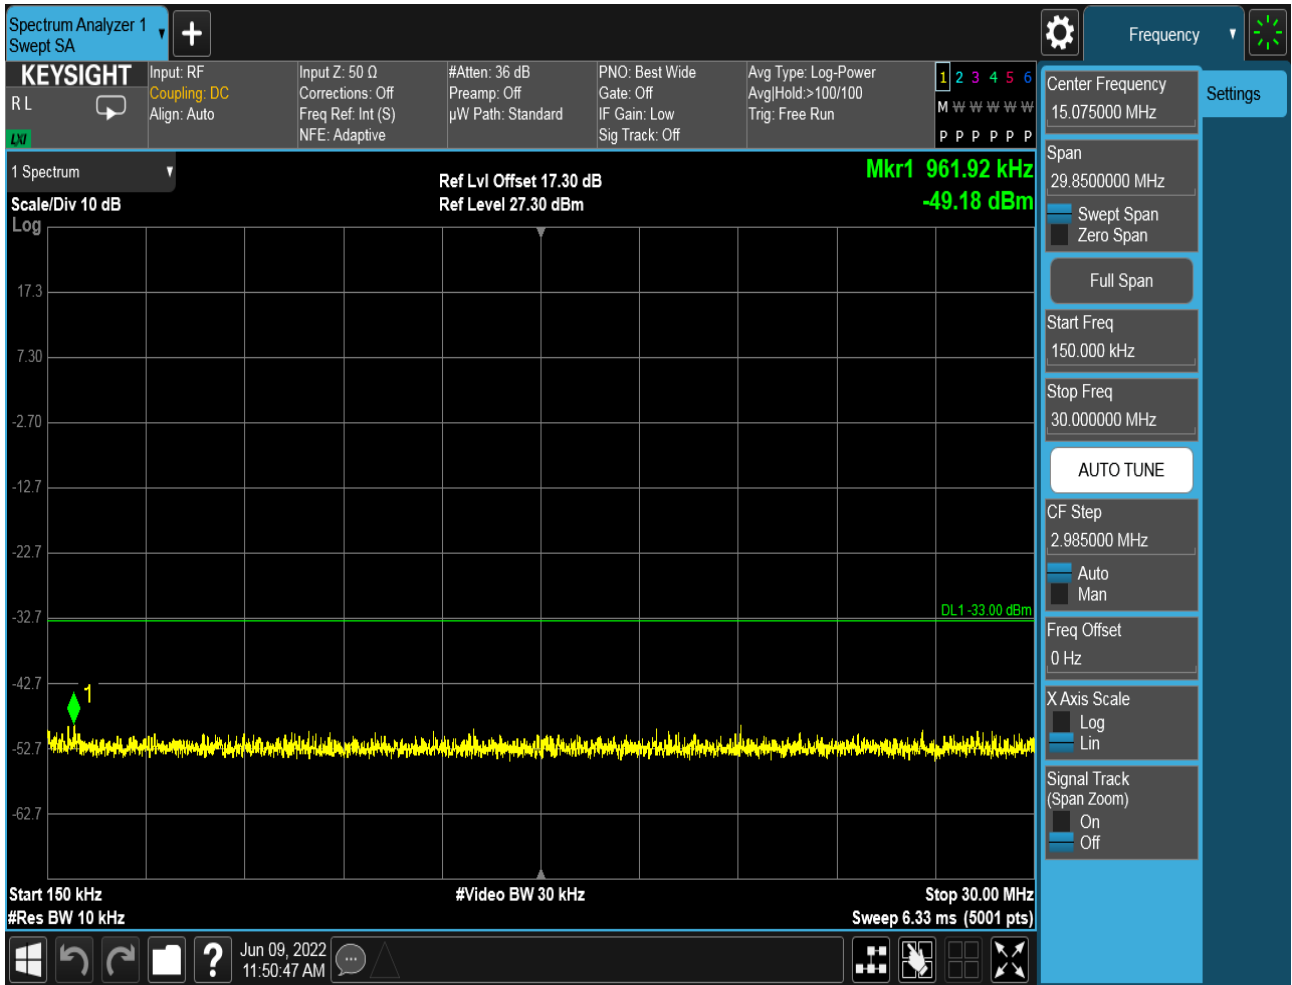 Spectrum Analyzer 1
Swept SA
+
Frequency
KEYSIGHT
R L
LXI
Input: RF
Coupling: DC
Align: Auto
Input Z: 50 Ω
Corrections: Off
Freq Ref: Int (S)
NFE: Adaptive
#Atten: 36 dB
Preamp: Off
µW Path: Standard
PNO: Best Wide
Gate: Off
IF Gain: Low
Sig Track: Off
Avg Type: Log-Power
Avg|Hold:>100/100
Trig: Free Run
1 2 3 4 5 6
M W W W W W
P P P P P P
1 Spectrum
Scale/Div 10 dB
Log
Ref Lvl Offset 17.30 dB
Ref Level 27.30 dBm
Mkr1 961.92 kHz
-49.18 dBm
17.3
7.30
-2.70
-12.7
-22.7
-32.7
-42.7
-52.7
-62.7
DL1 -33.00 dBm
1
Start 150 kHz
#Res BW 10 kHz
#Video BW 30 kHz
Stop 30.00 MHz
Sweep 6.33 ms (5001 pts)
Center Frequency
15.075000 MHz
Settings
Span
29.8500000 MHz
Swept Span
Zero Span
Full Span
Start Freq
150.000 kHz
Stop Freq
30.000000 MHz
AUTO TUNE
CF Step
2.985000 MHz
Auto
Man
Freq Offset
0 Hz
X Axis Scale
Log
Lin
Signal Track
(Span Zoom)
On
Off
?
Jun 09, 2022
11:50:47 AM